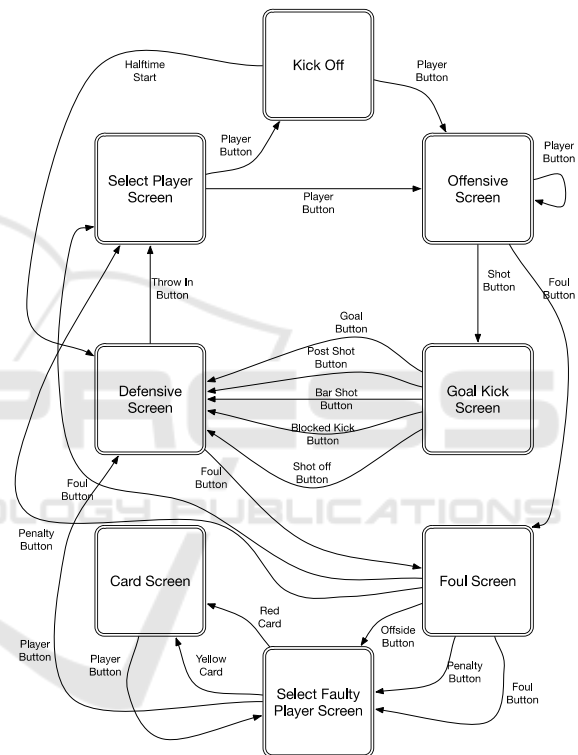 Kick Off
Halftime
Start
Player
Button
Player
Button
Select Player
Screen
Player
Button
Offensive
Screen
Player
Button
Throw In
Button
Shot
Button
Foul
Button
Goal
Button
Post Shot
Button
Defensive
Screen
Bar Shot
Button
Goal Kick
Screen
Blocked Kick
Button
Shot off
Button
Foul
Button
Foul
Button
PRESS
OLOGY PUBLICATIONS
Penalty
Button
Card Screen
Foul Screen
Red
Card
Offside
Button
Player
Button
Player
Button
Yellow
Card
Penalty
Button
Foul
Button
Select Faulty
Player Screen